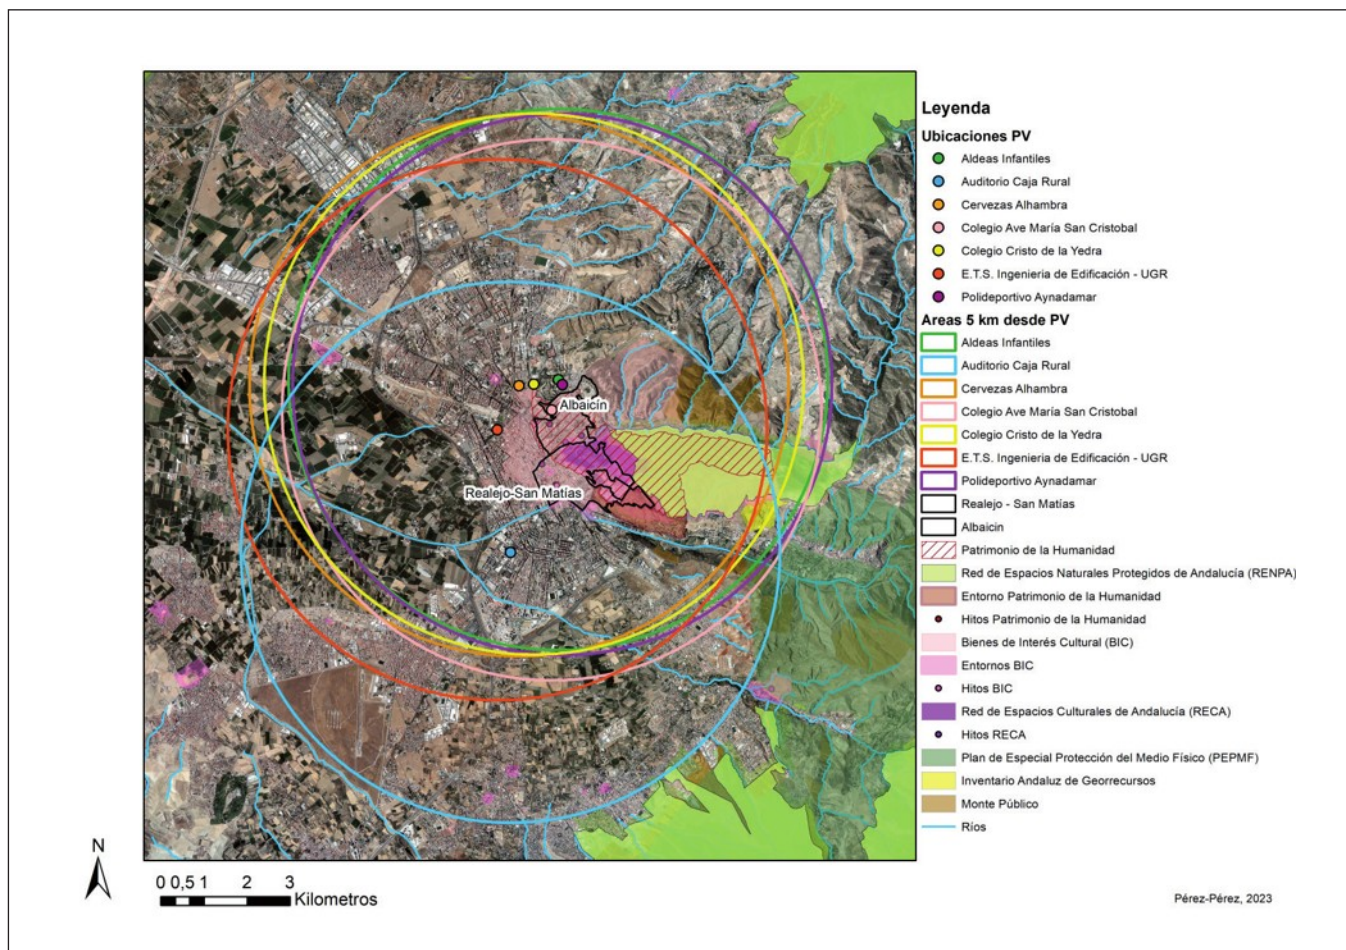 Albaicín
Realejo-San Matías
Leyenda
Ubicaciones PV
Aldeas Infantiles
Auditorio Caja Rural
Cervezas Alhambra
Colegio Ave María San Cristobal
Colegio Cristo de la Yedra
E.T.S. Ingenieria de Edificación - UGR
Polideportivo Aynadamar
Areas 5 km desde PV
Aldeas Infantiles
Auditorio Caja Rural
Cervezas Alhambra
Colegio Ave María San Cristobal
Colegio Cristo de la Yedra
E.T.S. Ingenieria de Edificación - UGR
Polideportivo Aynadamar
Realejo - San Matías
Albaicin
Patrimonio de la Humanidad
Red de Espacios Naturales Protegidos de Andalucía (RENPA)
Entorno Patrimonio de la Humanidad
Hitos Patrimonio de la Humanidad
Bienes de Interés Cultural (BIC)
Entornos BIC
Hitos BIC
Red de Espacios Culturales de Andalucía (RECA)
Hitos RECA
Plan de Especial Protección del Medio Físico (PEPMF)
Inventario Andaluz de Georrecursos
Monte Público
Ríos
N
0 0,5 1 2 3
Kilometros
Pérez-Pérez, 2023